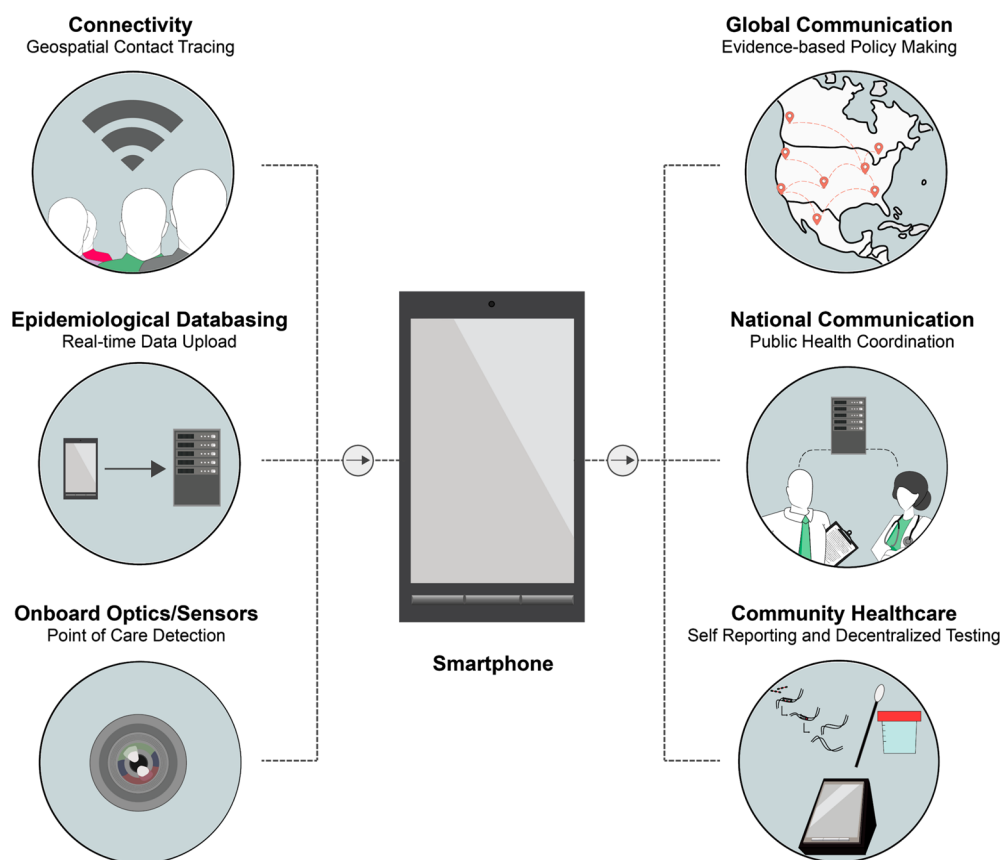 Connectivity
Geospatial Contact Tracing
Epidemiological Databasing
Real-time Data Upload
Onboard Optics/Sensors
Point of Care Detection
Smartphone
Global Communication
Evidence-based Policy Making
National Communication
Public Health Coordination
Community Healthcare
Self Reporting and Decentralized Testing